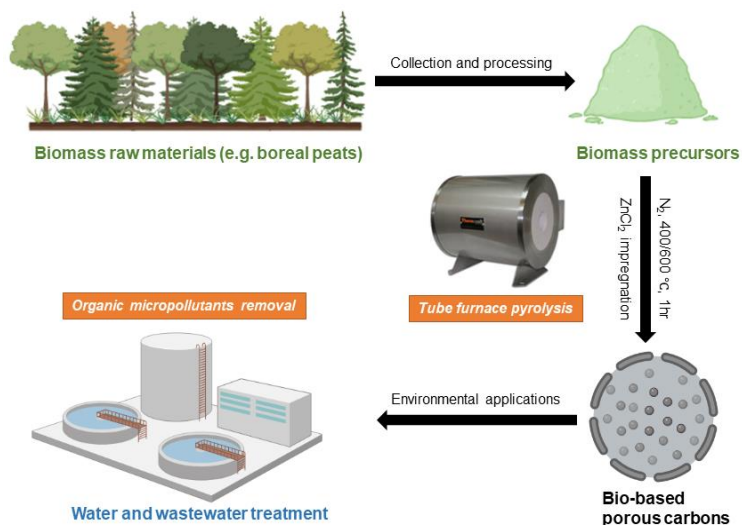 Collection and processing
Biomass raw materials (e.g. boreal peats)
Biomass precursors
N₂, 400/600 ℃, 1hr
ZnCl₂ impregnation
Organic micropollutants removal
Tube furnace pyrolysis
Environmental applications
Water and wastewater treatment
Bio-based
porous carbons